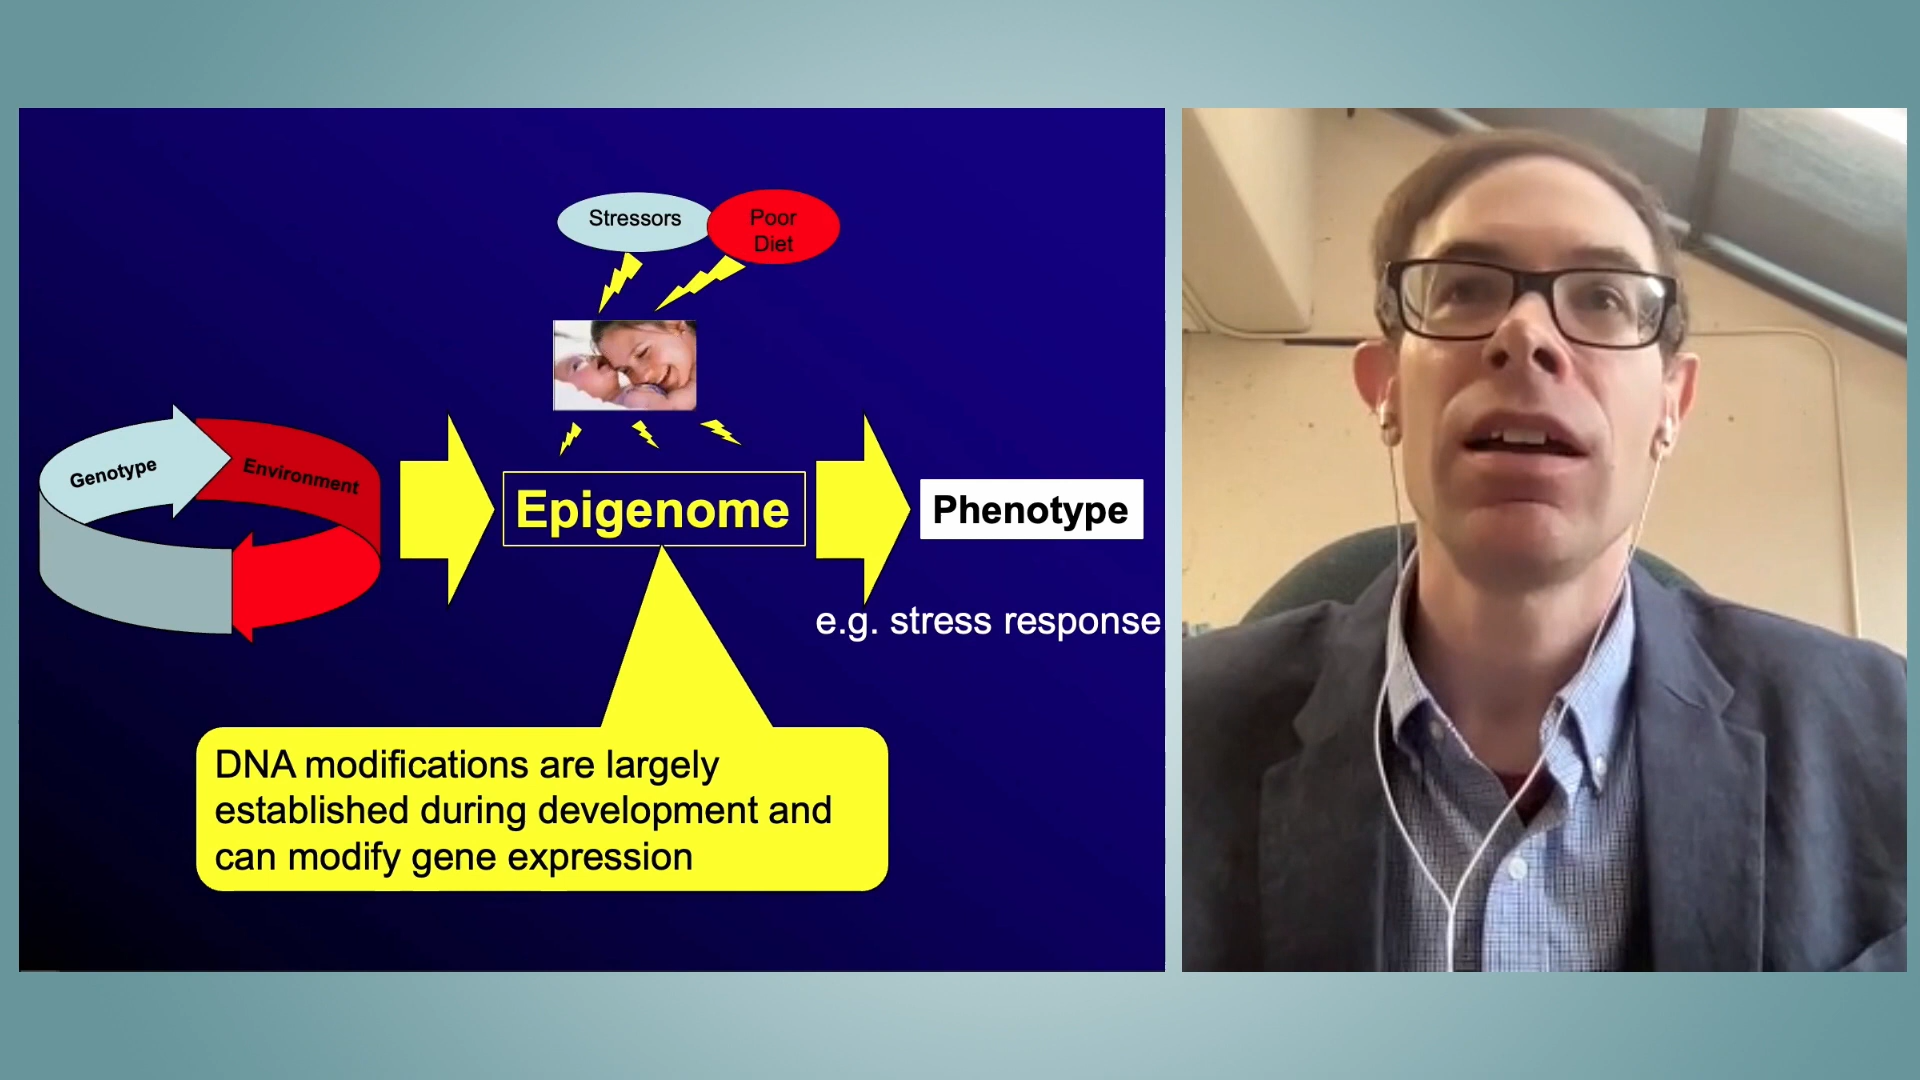 Stressors
Poor
Diet
Genotype
Environment
Epigenome
Phenotype
e.g. stress response
DNA modifications are largely
established during development and
can modify gene expression